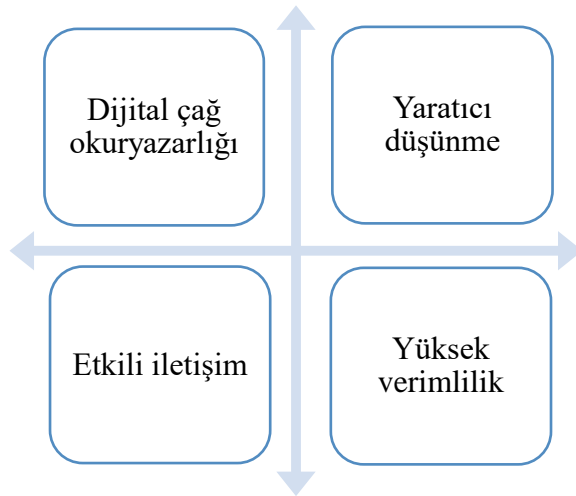 Dijital çağ
okuryazarlığı
Yaratıcı
düşünme
Etkili iletişim
Yüksek
verimlilik